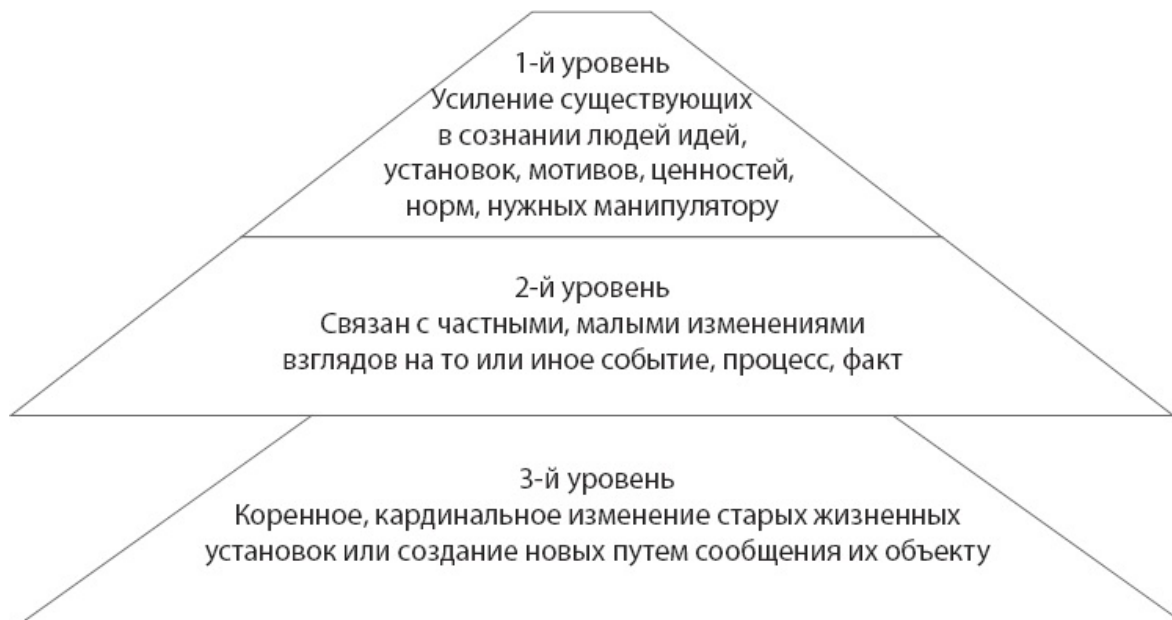 1-й уровень
Усиление существующих
в сознании людей идей,
установок, мотивов, ценностей,
норм, нужных манипулятору
2-й уровень
Связан с частными, малыми изменениями
взглядов на то или иное событие, процесс, факт
3-й уровень
Коренное, кардинальное изменение старых жизненных
установок или создание новых путем сообщения их объекту